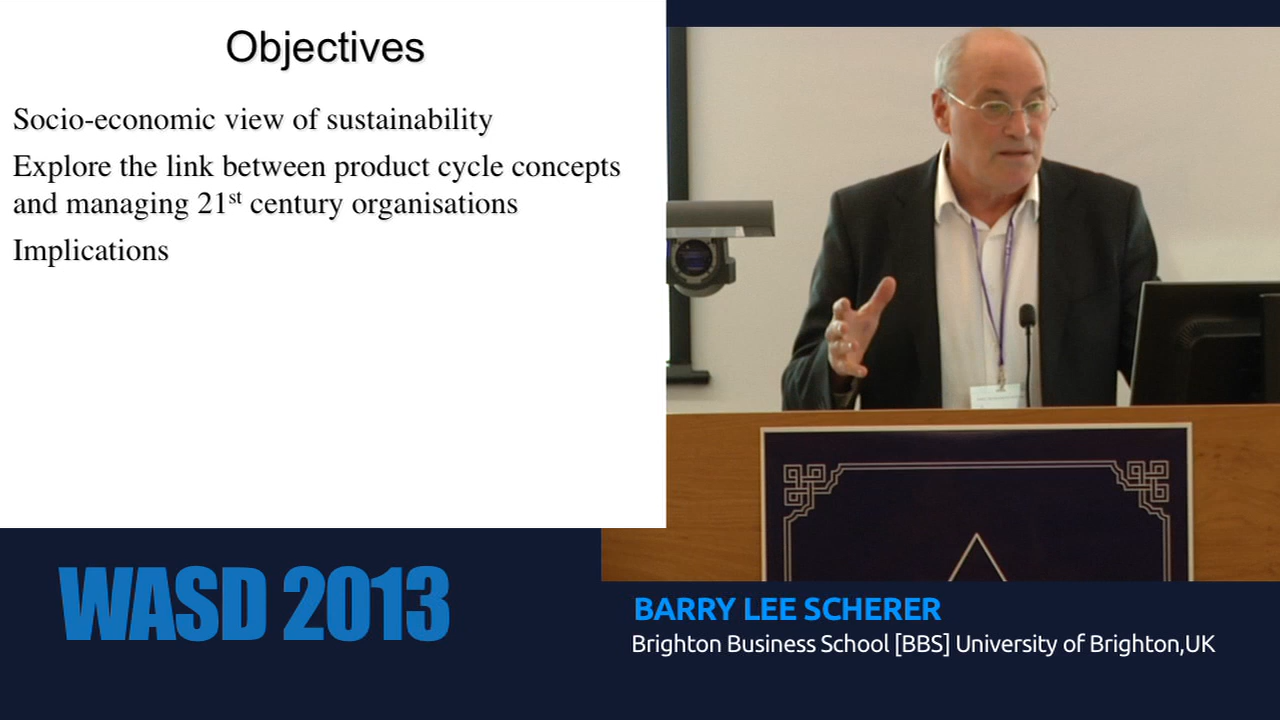 Objectives
Socio-economic view of sustainability
Explore the link between product cycle concepts
and managing 21st century organisations
Implications
WASD 2013
BARRY LEE SCHERER
Brighton Business School [BBS] University of Brighton,UK